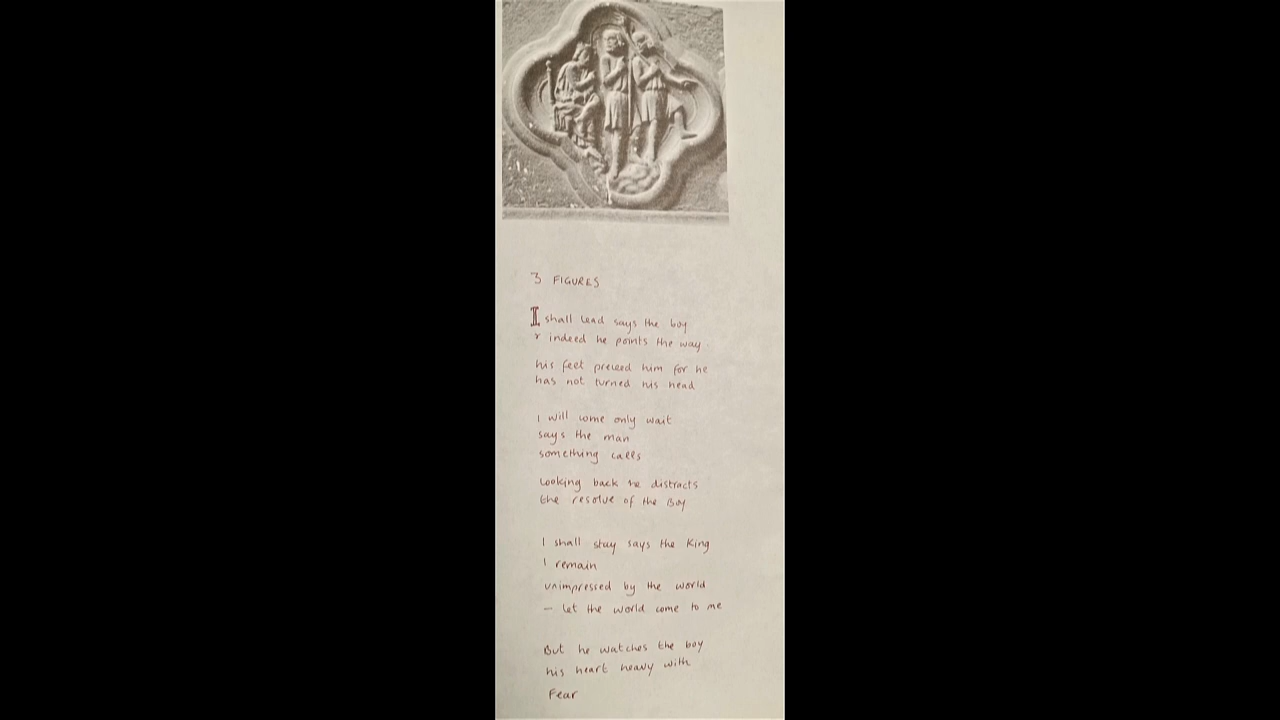 3 FIGURES
I shall lead says the boy
& indeed he points the way.
his feet preceed him for he
has not turned his head
I will come only wait
says the man
something calls
Looking back he distracts
the resolve of the Boy
I shall stay says the King
I remain
unimpressed by the world
– let the world come to me
But he watches the boy
his heart heavy with
Fear